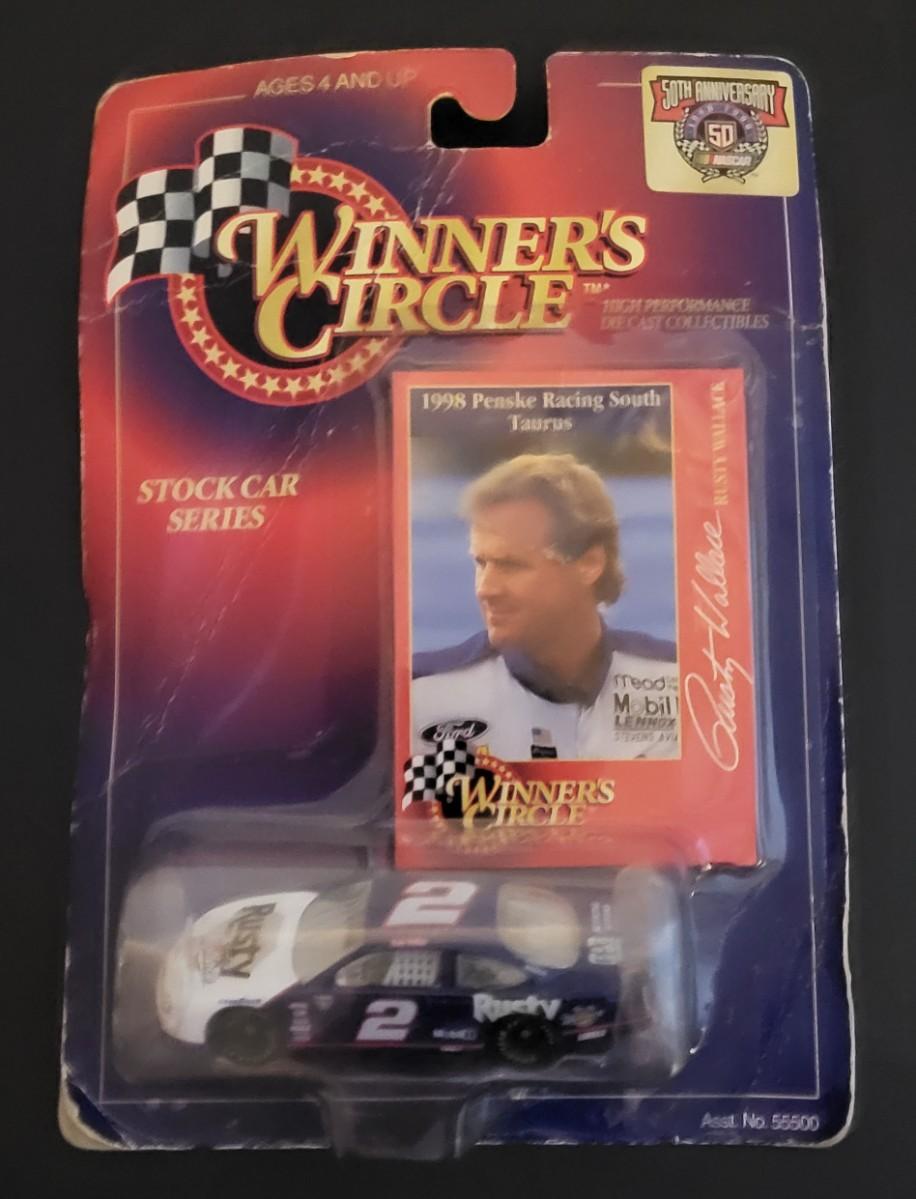 AGES 4 AND UP
50TH ANNIVERSARY
50
NASCAR
WINNER'S
CIRCLE ™*
HIGH PERFORMANCE
DIE CAST COLLECTIBLES
STOCK CAR
SERIES
1998 Penske Racing South
Taurus
RUSTY WALLACE
Rusty Wallace
mead
Mobil
LENNOX
Ford
WINNER'S
CIRCLE
Rusty
2
2
Rusty
Asst. No. 55500